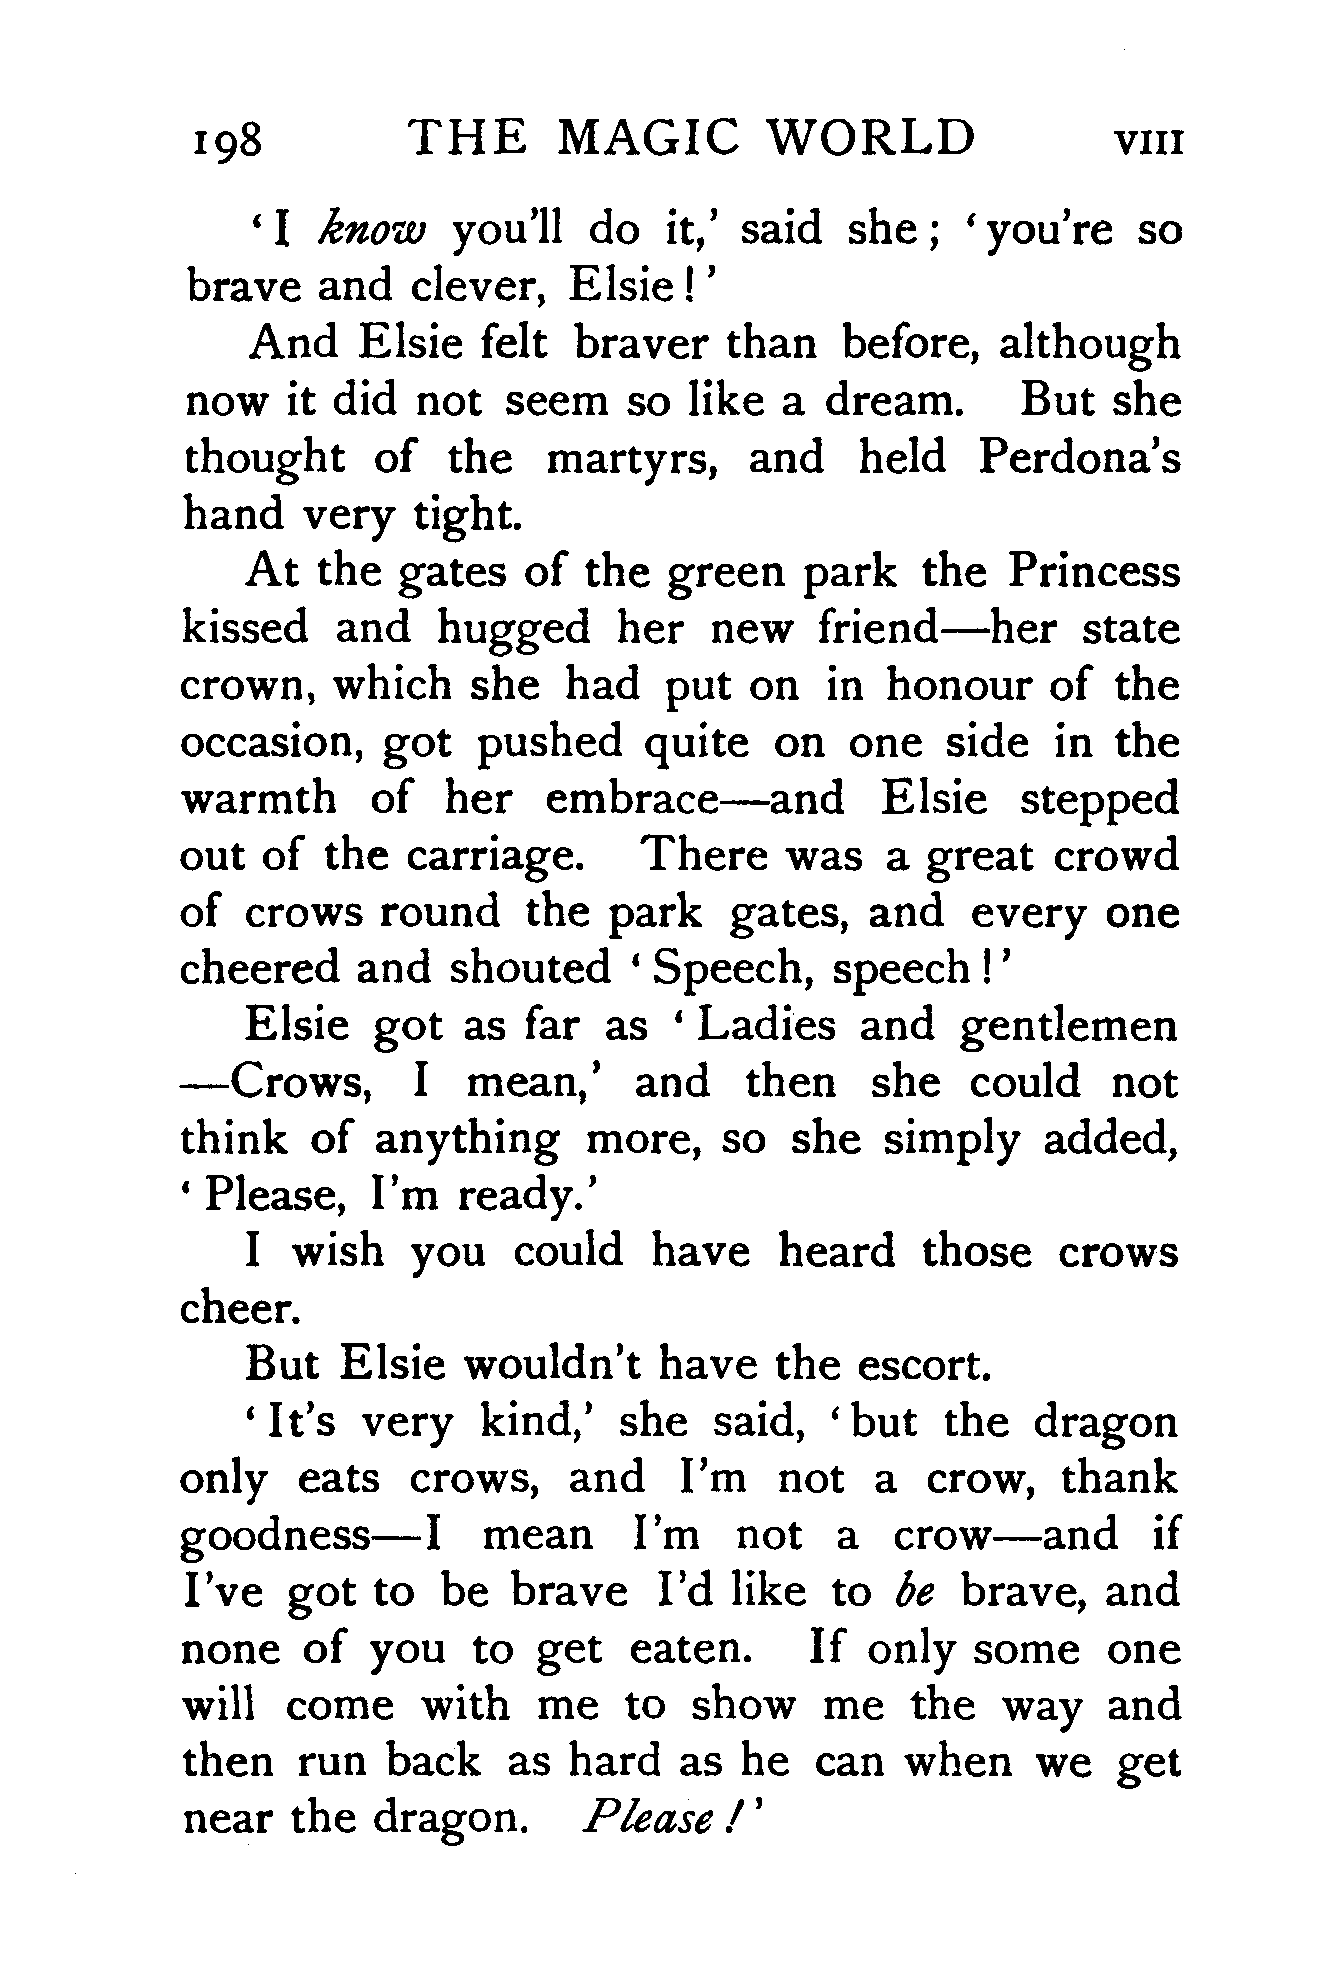 198 THE MAGIC WORLD VIII
‘I know you'll do it,’ said she; ‘you're so
brave and clever, Elsie!’
And Elsie felt braver than before, although
now it did not seem so like a dream. But she
thought of the martyrs, and held Perdona's
hand very tight.
At the gates of the green park the Princess
kissed and hugged her new friend—her state
crown, which she had put on in honour of the
occasion, got pushed quite on one side in the
warmth of her embrace—and Elsie stepped
out of the carriage. There was a great crowd
of crows round the park gates, and every one
cheered and shouted ‘Speech, speech!’
Elsie got as far as ‘Ladies and gentlemen
—Crows, I mean,’ and then she could not
think of anything more, so she simply added,
‘Please, I'm ready.’
I wish you could have heard those crows
cheer.
But Elsie wouldn't have the escort.
‘It's very kind,’ she said, ‘but the dragon
only eats crows, and I'm not a crow, thank
goodness—I mean I'm not a crow—and if
I've got to be brave I'd like to be brave, and
none of you to get eaten. If only some one
will come with me to show me the way and
then run back as hard as he can when we get
near the dragon. Please!’